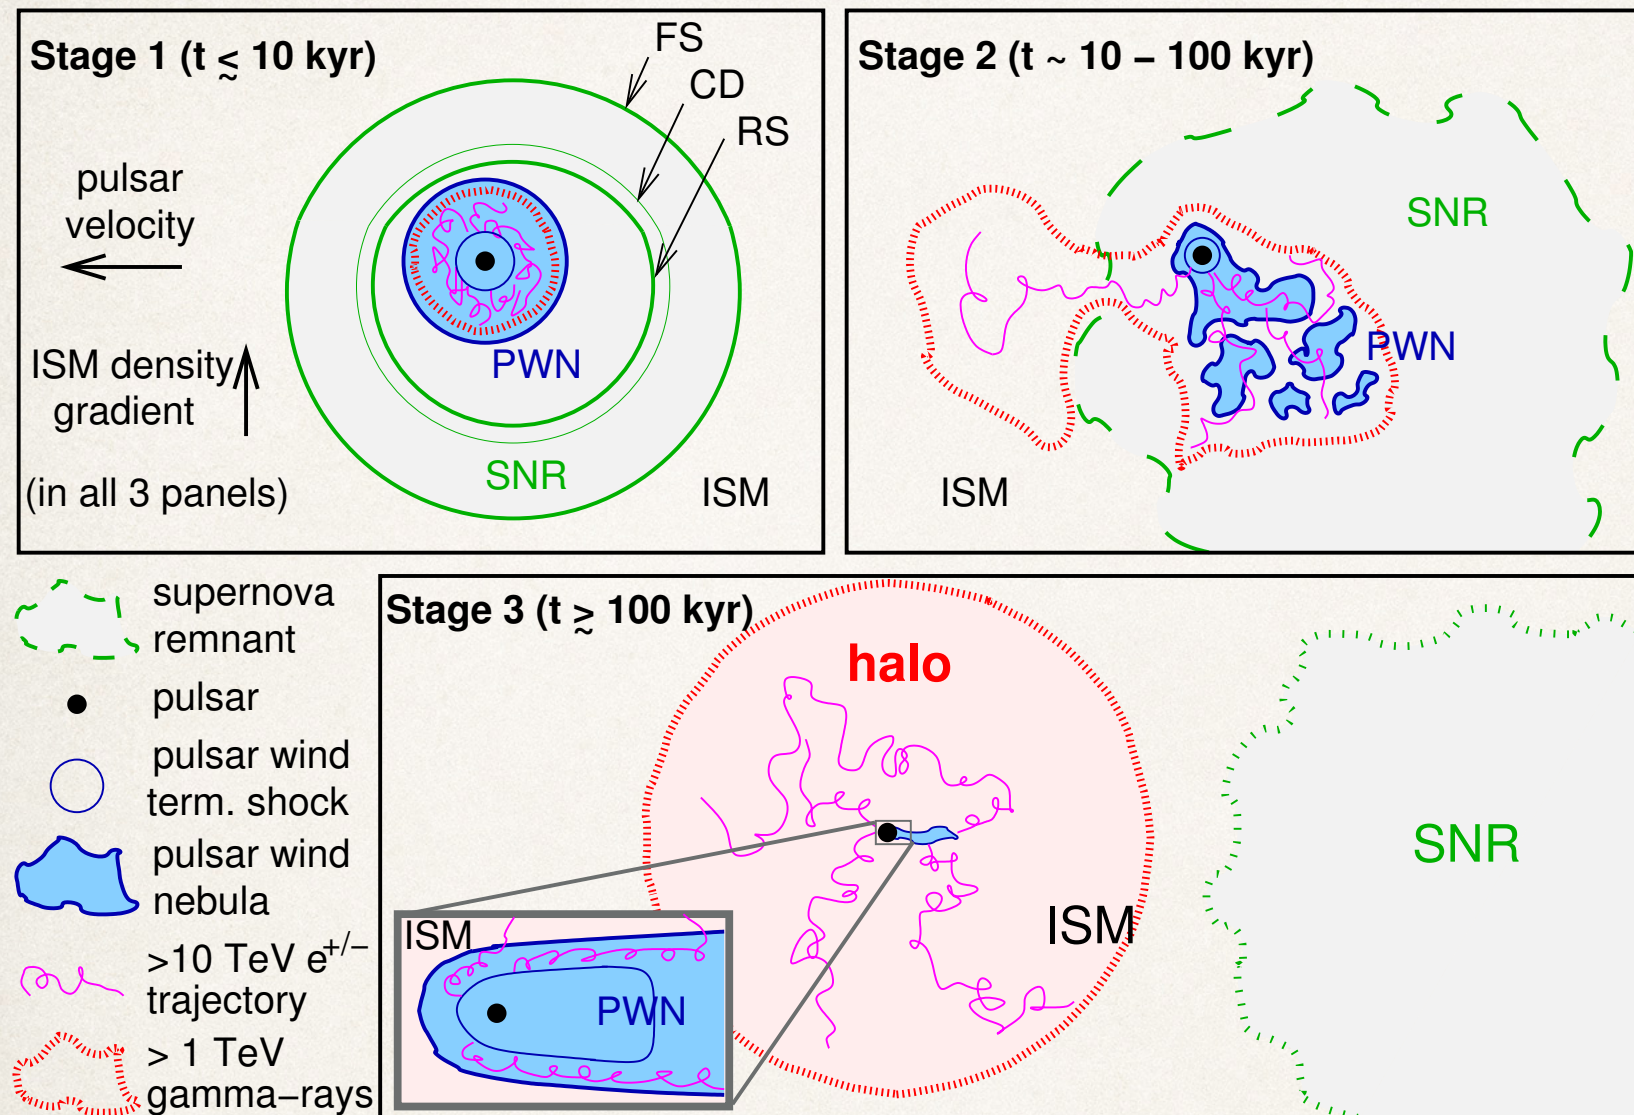 Stage 1 (t ≲ 10 kyr)
FS
CD
RS
pulsar
velocity
ISM density
gradient
(in all 3 panels)
PWN
SNR
ISM
Stage 2 (t ~ 10 – 100 kyr)
SNR
PWN
ISM
supernova
remnant
pulsar
pulsar wind
term. shock
pulsar wind
nebula
>10 TeV e+/−
trajectory
> 1 TeV
gamma−rays
Stage 3 (t ≳ 100 kyr)
halo
ISM
SNR
ISM
PWN